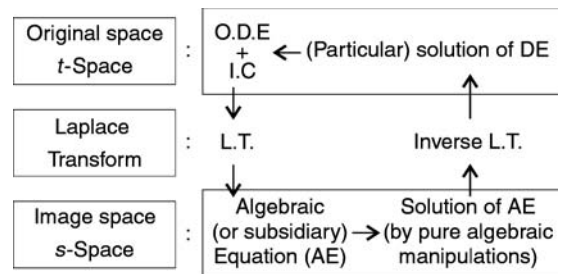 Original space
t-Space
:
O.D.E
+
I.C
(Particular) solution of DE
Laplace
Transform
:
L.T.
Inverse L.T.
Image space
s-Space
:
Algebraic
(or subsidiary)
Equation (AE)
Solution of AE
(by pure algebraic
manipulations)